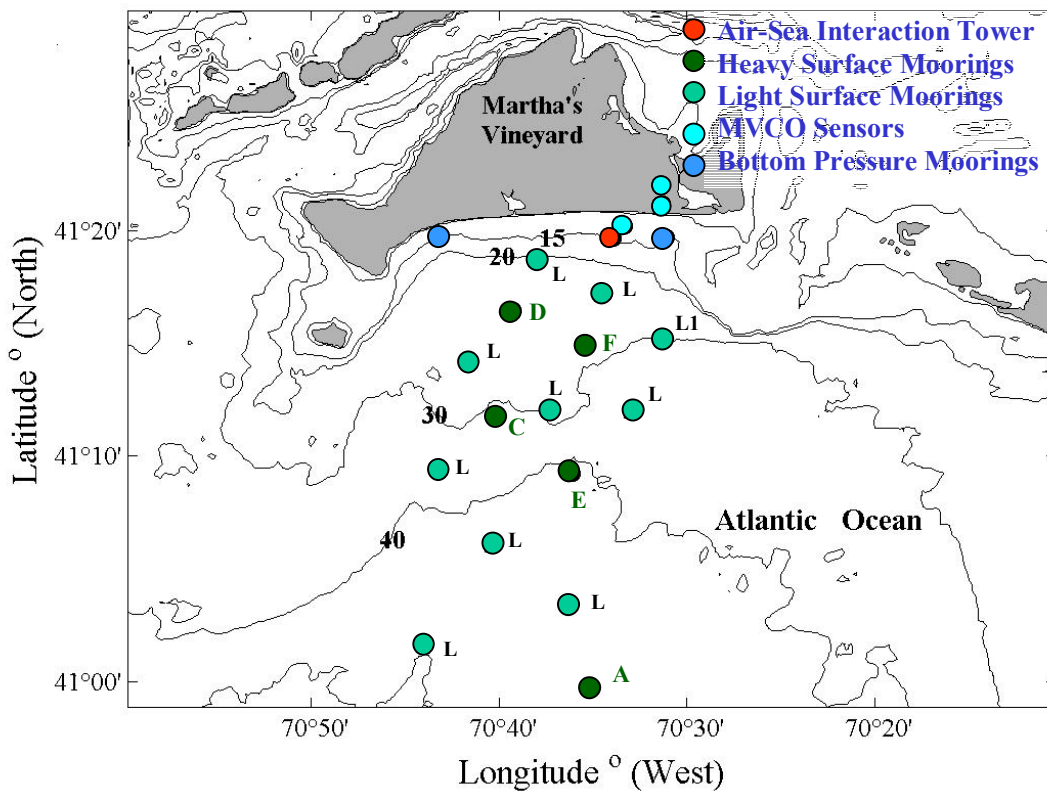 Air-Sea Interaction Tower
Heavy Surface Moorings
Light Surface Moorings
MVCO Sensors
Bottom Pressure Moorings
Martha's
Vineyard
41°20'
15
20
L
L
D
L1
F
L
L
L
30
C
41°10'
L
E
Atlantic Ocean
40
L
L
L
A
41°00'
70°50'
70°40'
70°30'
70°20'
Latitude ° (North)
Longitude ° (West)